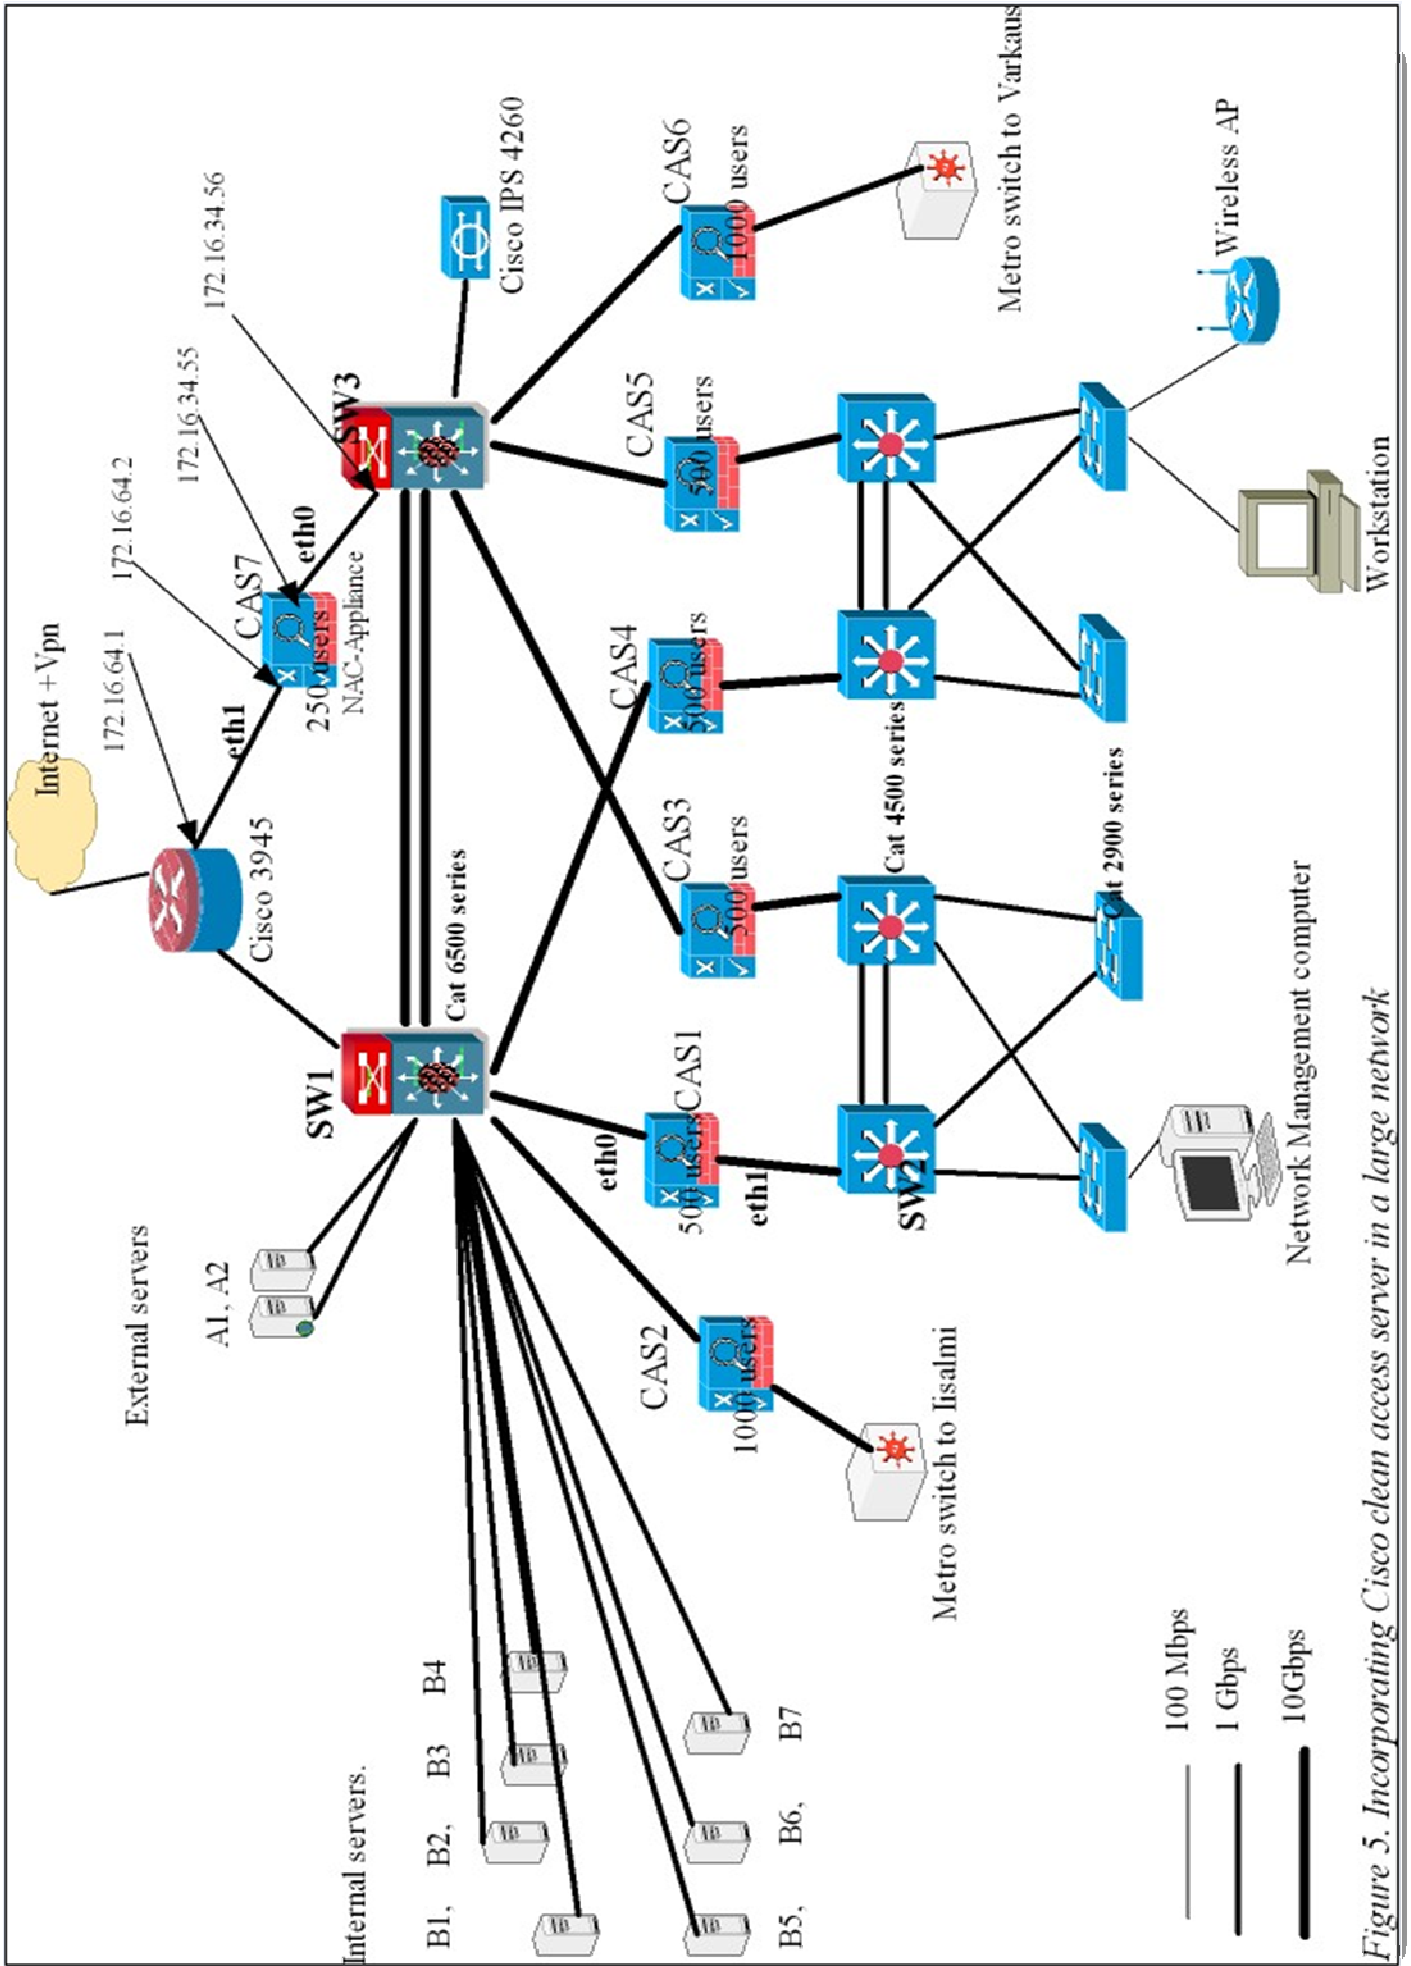 Internet +Vpn
172.16.64.1
172.16.64.2
172.16.34.55
172.16.34.56
External servers
A1, A2
Cisco 3945
eth1
CAS7
250 users
NAC-Appliance
eth0
SW1
SW3
Cat 6500 series
Cisco IPS 4260
Internal servers.
B1,
B2,
B3
B4
B5,
B6,
B7
CAS2
1000 users
eth0
500 users
CAS1
eth1
CAS3
500 users
CAS4
500 users
CAS5
500 users
CAS6
1000 users
Metro switch to Iisalmi
SW2
Cat 4500 series
Metro switch to Varkaus
Cat 2900 series
Wireless AP
Network Management computer
Workstation
100 Mbps
1 Gbps
10Gbps
Figure 5. Incorporating Cisco clean access server in a large network